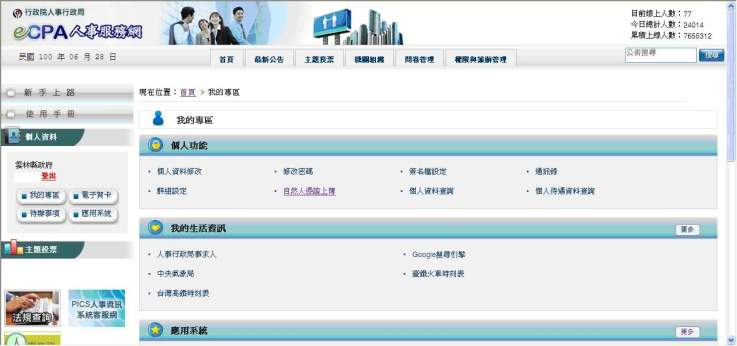 行政院人事行政局
eCPA人事服務網
目前線上人數：77
今日總計人數：24014
累積上線人數：7655312
民國 100 年 06 月 28 日
首頁 最新公告 主題投票 機關組織 問卷管理 權限與兼辦管理
公告搜尋 搜尋
新手上路
使用手冊
個人資料
雲林縣政府
登出
我的專區 電子賀卡
待辦事項 應用系統
主題投票
法規查詢
PICS人事資訊
系統客服網
現在位置：首頁 > 我的專區
我的專區
個人功能
個人資料修改 修改密碼 簽名檔設定 通訊錄
群組設定 自然人憑證上傳 個人資料查詢 個人待遇資料查詢
我的生活資訊 更多
人事行政局事求人 Google搜尋引擎
中央氣象局 臺鐵火車時刻表
台灣高鐵時刻表
應用系統 更多